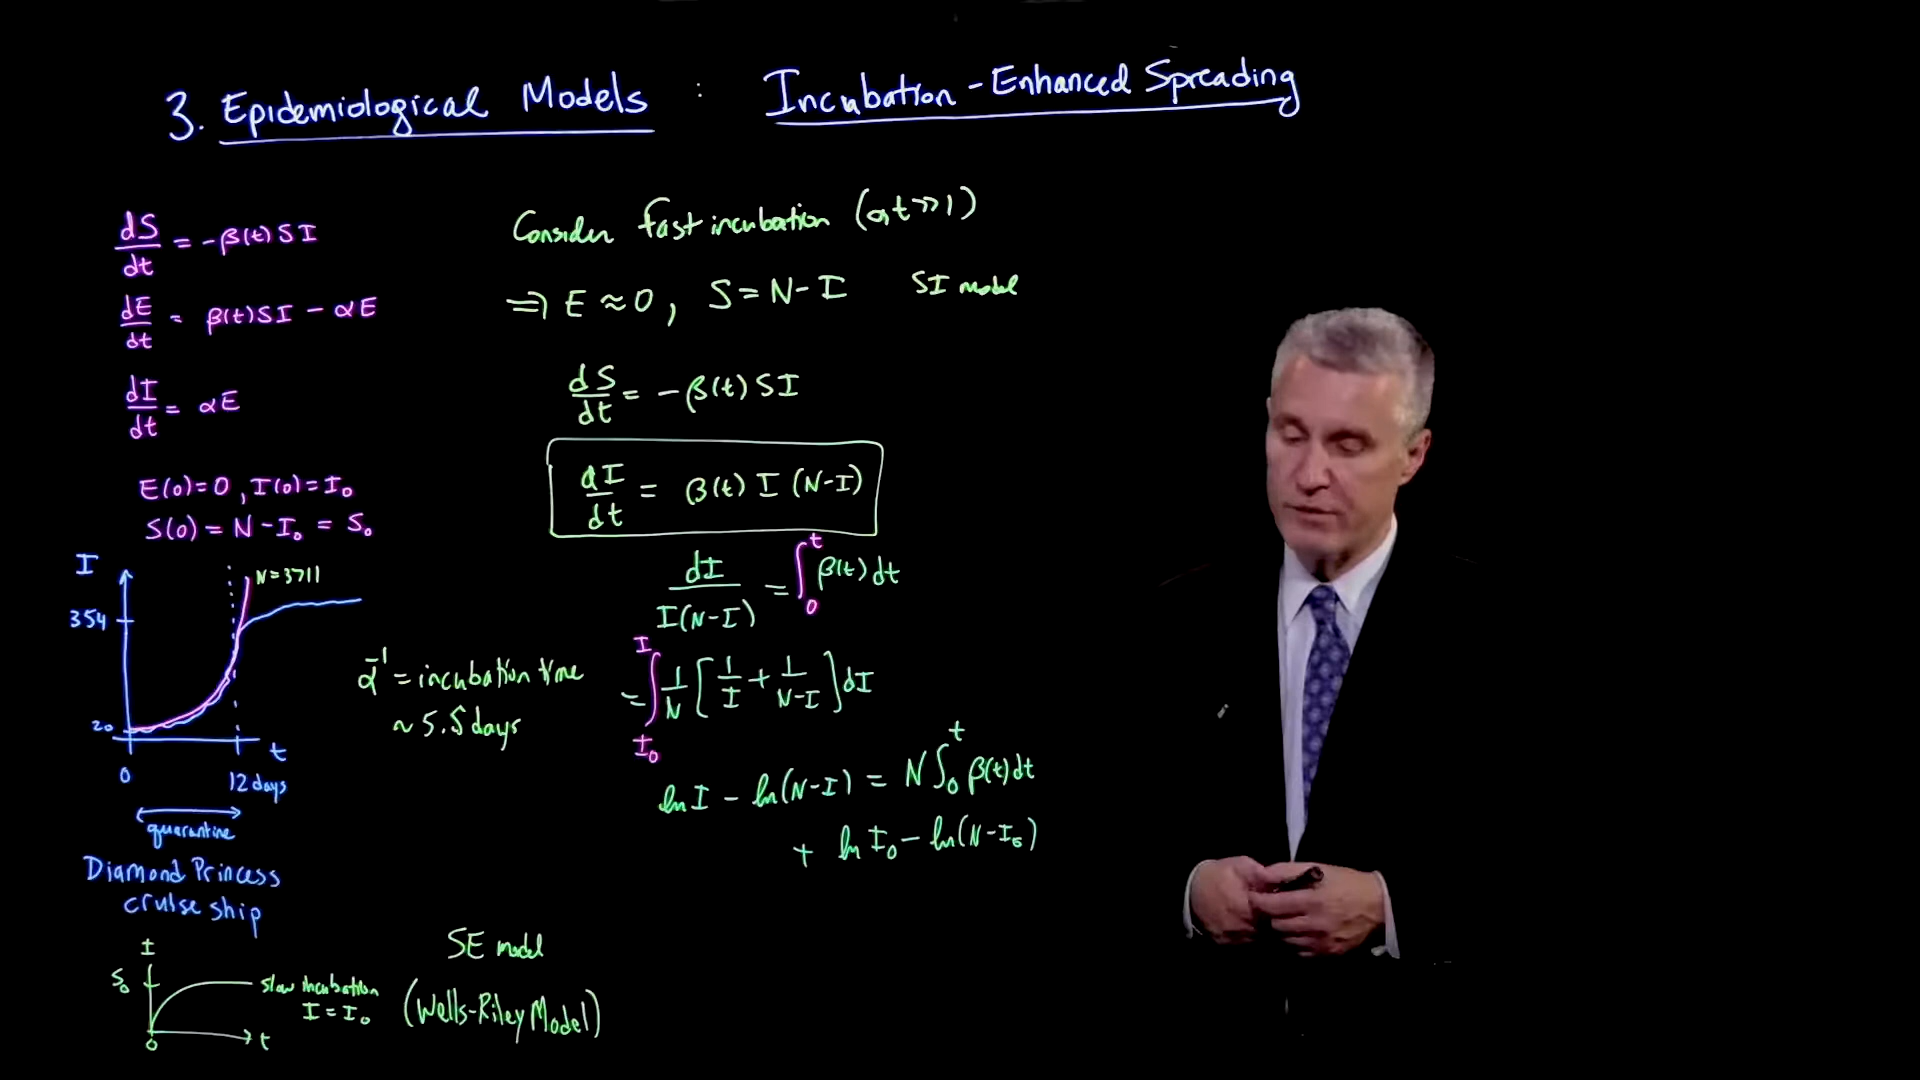 3. Epidemiological Models : Incubation-Enhanced Spreading
dS/dt = -β(t) S I
dE/dt = β(t) S I - αE
dI/dt = αE
E(0)=0, I(0)=I₀
S(0) = N - I₀ = S₀
I
N=3711
354
20
0
12 days
t
quarantine
Diamond Princess
cruise ship
I
S₀
slow incubation
I = I₀
0
t
α⁻¹ = incubation time
~ 5.5 days
SE model
(Wells-Riley Model)
Consider fast incubation (αt >> 1)
⇒ E ≈ 0, S = N - I SI model
dS/dt = -β(t) S I
dI/dt = β(t) I (N-I)
dI/I(N-I) = ∫₀ᵗ β(t) dt
= ∫_{I₀}^{I} 1/N [1/I + 1/N-I] dI
ln I - ln(N-I) = N ∫₀ᵗ β(t) dt
+ ln I₀ - ln(N-I₀)